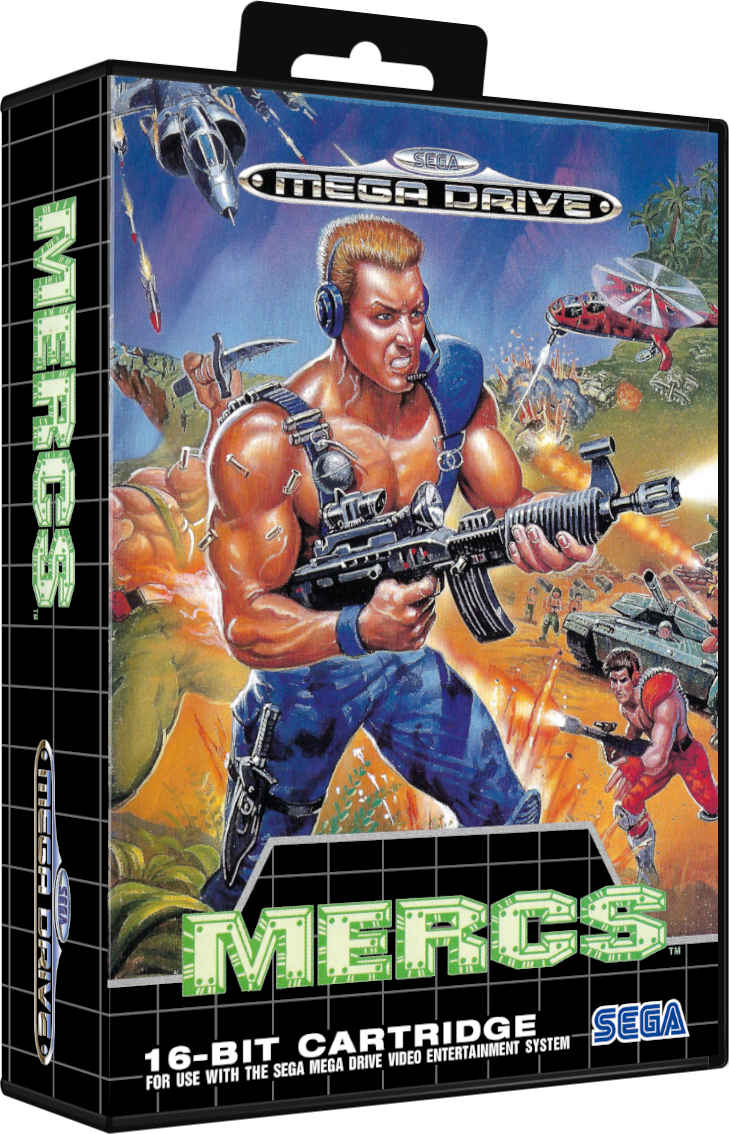 SEGA
MEGA DRIVE
MERCS
TM
SEGA
MEGA DRIVE
MERCS
TM
16-BIT CARTRIDGE
SEGA
FOR USE WITH THE SEGA MEGA DRIVE VIDEO ENTERTAINMENT SYSTEM